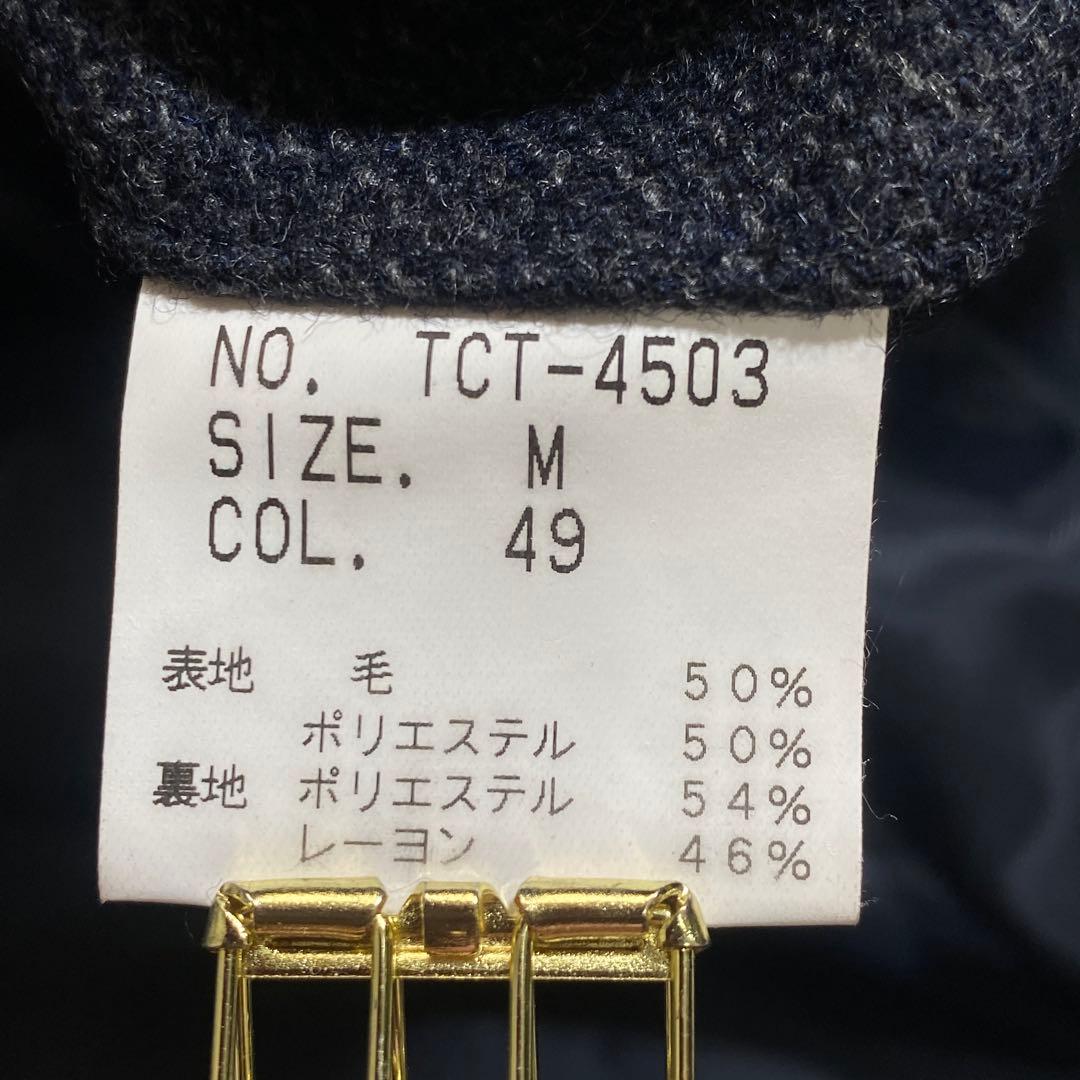 NO. TCT-4503
SIZE. M
COL. 49
表地 毛 50%
ポリエステル 50%
裏地 ポリエステル 54%
レーヨン 46%